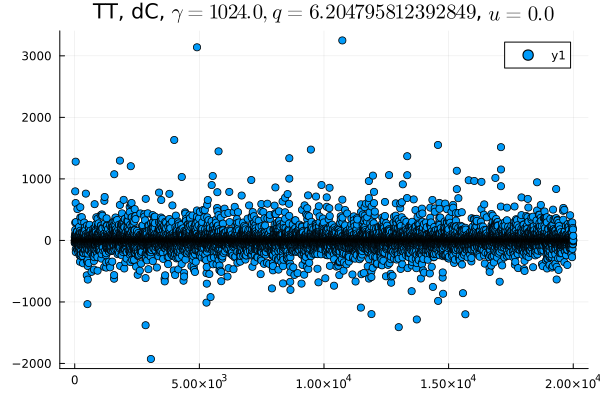 TT, dC, γ = 1024.0, q = 6.204795812392849, u = 0.0
y1
3000
2000
1000
0
−1000
−2000
0 5.00×10³ 1.00×10⁴ 1.50×10⁴ 2.00×10⁴